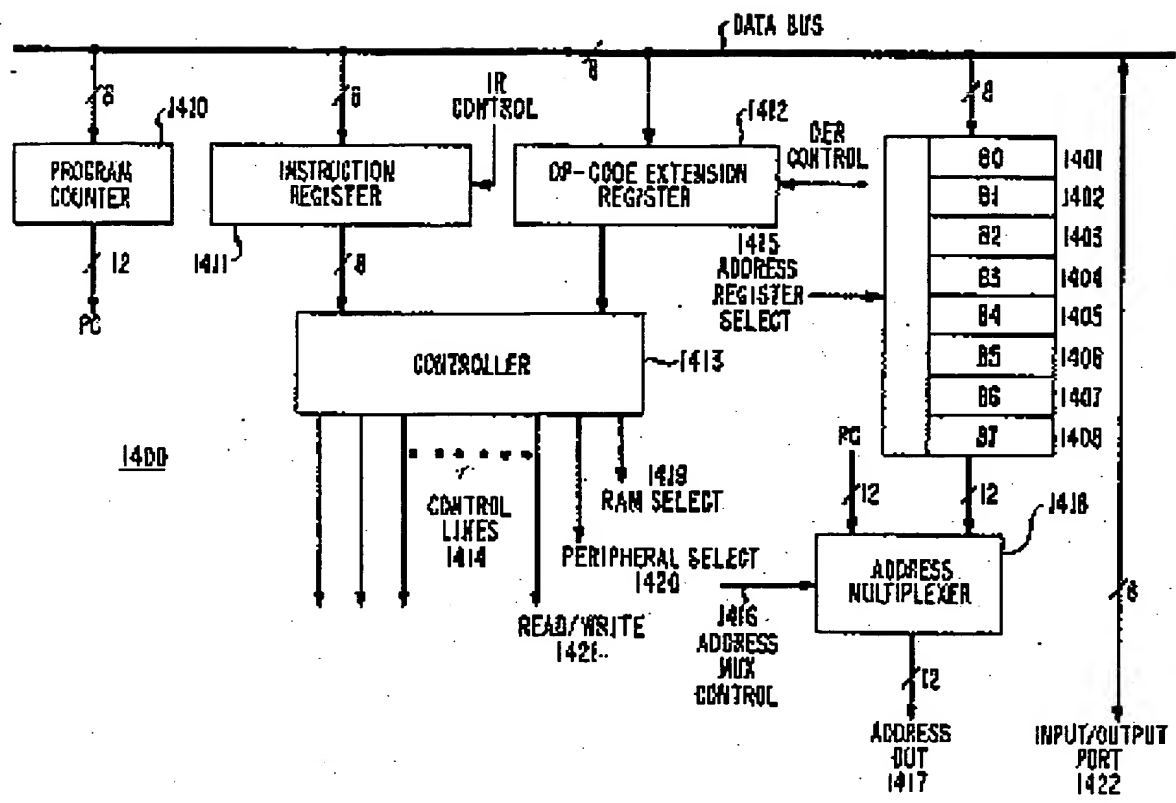 DATA BUS
8
8
8
8
IR
CONTROL
1410
1412
OER
CONTROL
PROGRAM
COUNTER
INSTRUCTION
REGISTER
OP-CODE EXTENSION
REGISTER
B0 1401
B1 1402
B2 1403
B3 1404
B4 1405
B5 1406
B6 1407
B7 1408
12
PC
1411
8
1415
ADDRESS
REGISTER
SELECT
CONTROLLER
1413
1400
CONTROL
LINES
1414
1419
RAM SELECT
PERIPHERAL SELECT
1420
READ/WRITE
1421
PC
12
12
1418
ADDRESS
MULTIPLEXER
1416
ADDRESS
MUX
CONTROL
8
12
ADDRESS
OUT
1417
INPUT/OUTPUT
PORT
1422